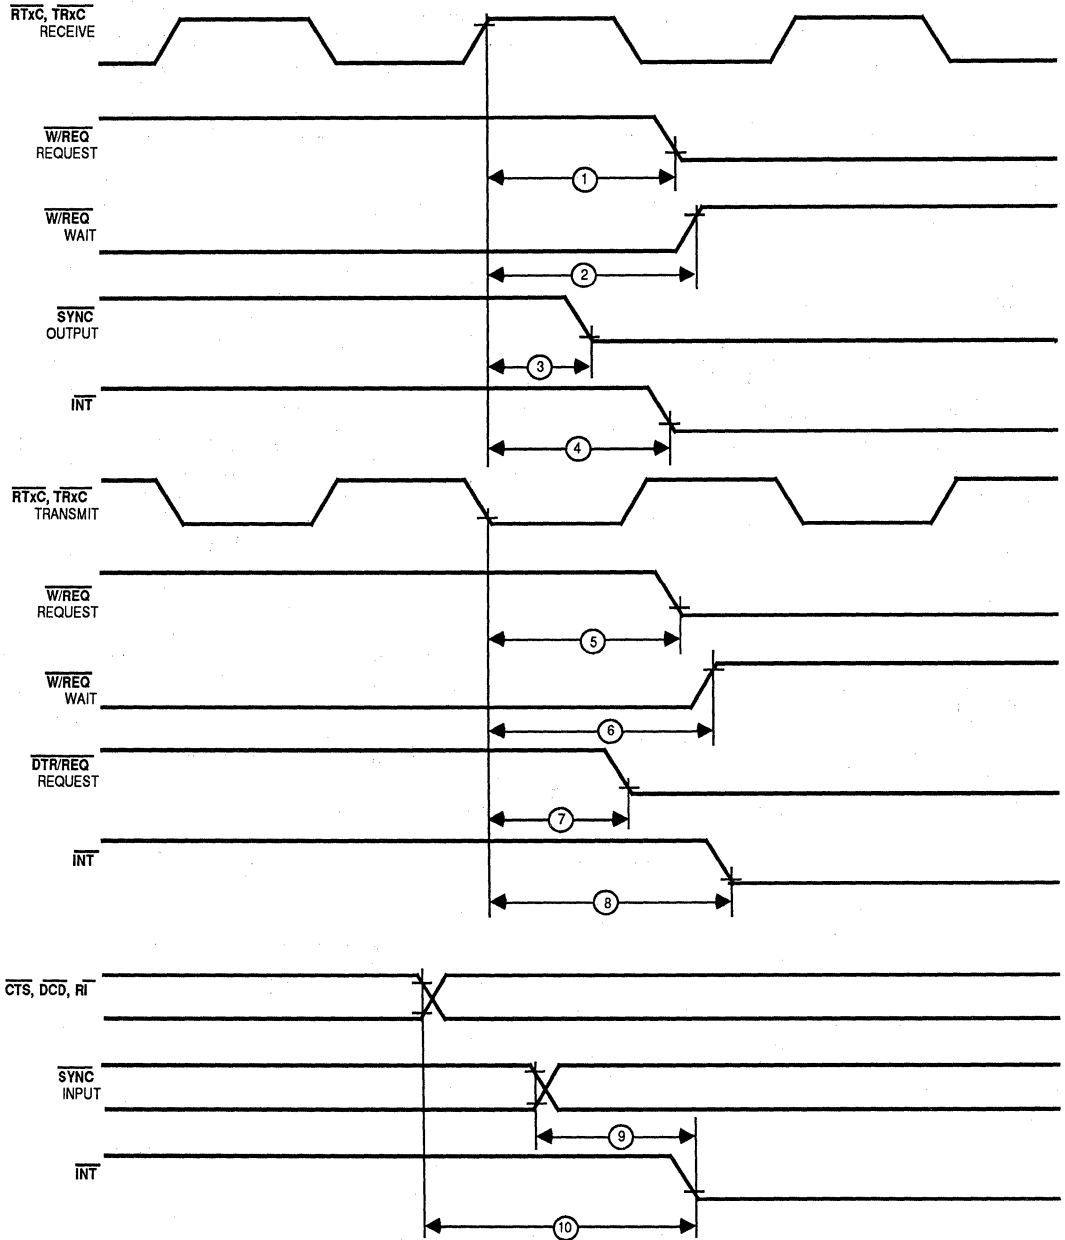 RTxC, TRxC
RECEIVE
W/REQ
REQUEST
1
W/REQ
WAIT
2
SYNC
OUTPUT
3
INT
4
RTxC, TRxC
TRANSMIT
W/REQ
REQUEST
5
W/REQ
WAIT
6
DTR/REQ
REQUEST
7
INT
8
CTS, DCD, RI
SYNC
INPUT
9
INT
10